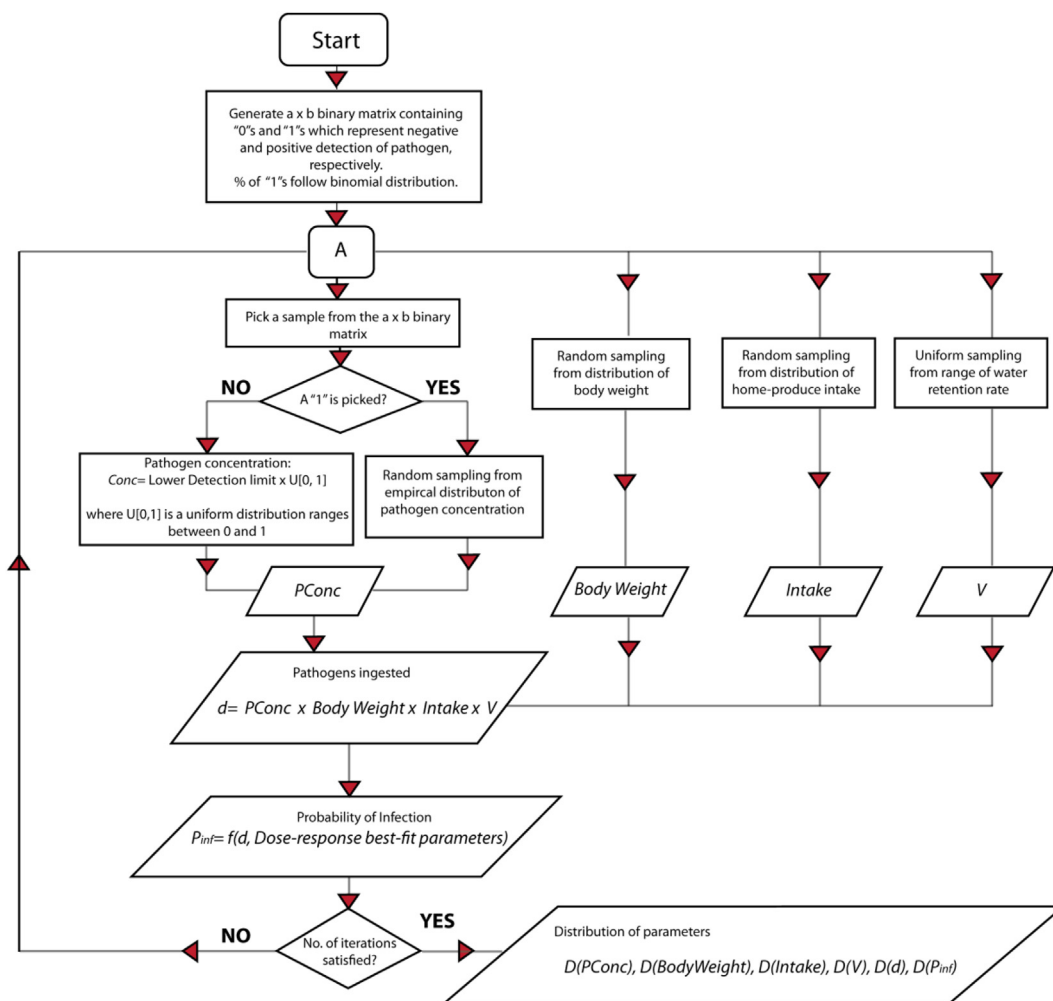 Start
Generate a x b binary matrix containing
"0"s and "1"s which represent negative
and positive detection of pathogen,
respectively.
% of "1"s follow binomial distribution.
A
Pick a sample from the a x b binary
matrix
Random sampling
from distribution of
body weight
Random sampling
from distribution of
home-produce intake
Uniform sampling
from range of water
retention rate
NO
A "1" is picked?
YES
Pathogen concentration:
Conc= Lower Detection limit x U[0, 1]
where U[0,1] is a uniform distribution ranges
between 0 and 1
Random sampling from
empircal distributon of
pathogen concentration
PConc
Body Weight
Intake
V
Pathogens ingested
d= PConc x Body Weight x Intake x V
Probability of Infection
Pinf= f(d, Dose-response best-fit parameters)
NO
No. of iterations
satisfied?
YES
Distribution of parameters
D(PConc), D(BodyWeight), D(Intake), D(V), D(d), D(Pinf)